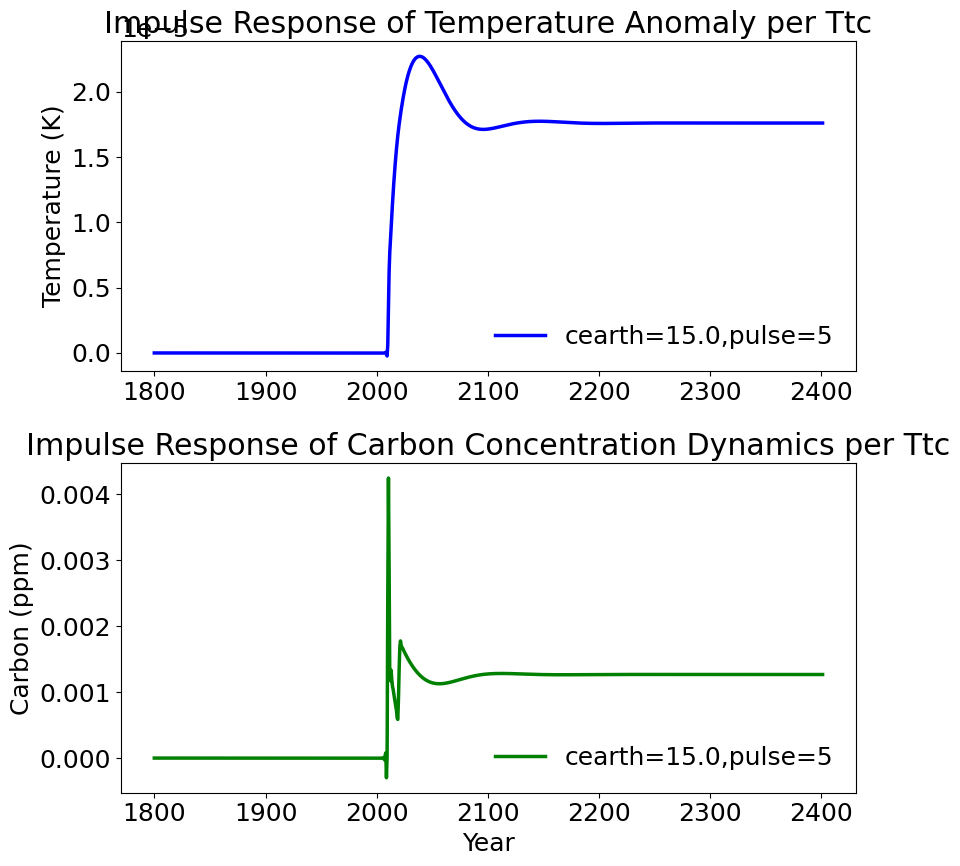 Impulse Response of Temperature Anomaly per Ttc
1e−5
2.0
1.5
1.0
0.5
0.0
Temperature (K)
cearth=15.0,pulse=5
1800 1900 2000 2100 2200 2300 2400
Impulse Response of Carbon Concentration Dynamics per Ttc
0.004
0.003
0.002
0.001
0.000
Carbon (ppm)
cearth=15.0,pulse=5
1800 1900 2000 2100 2200 2300 2400
Year